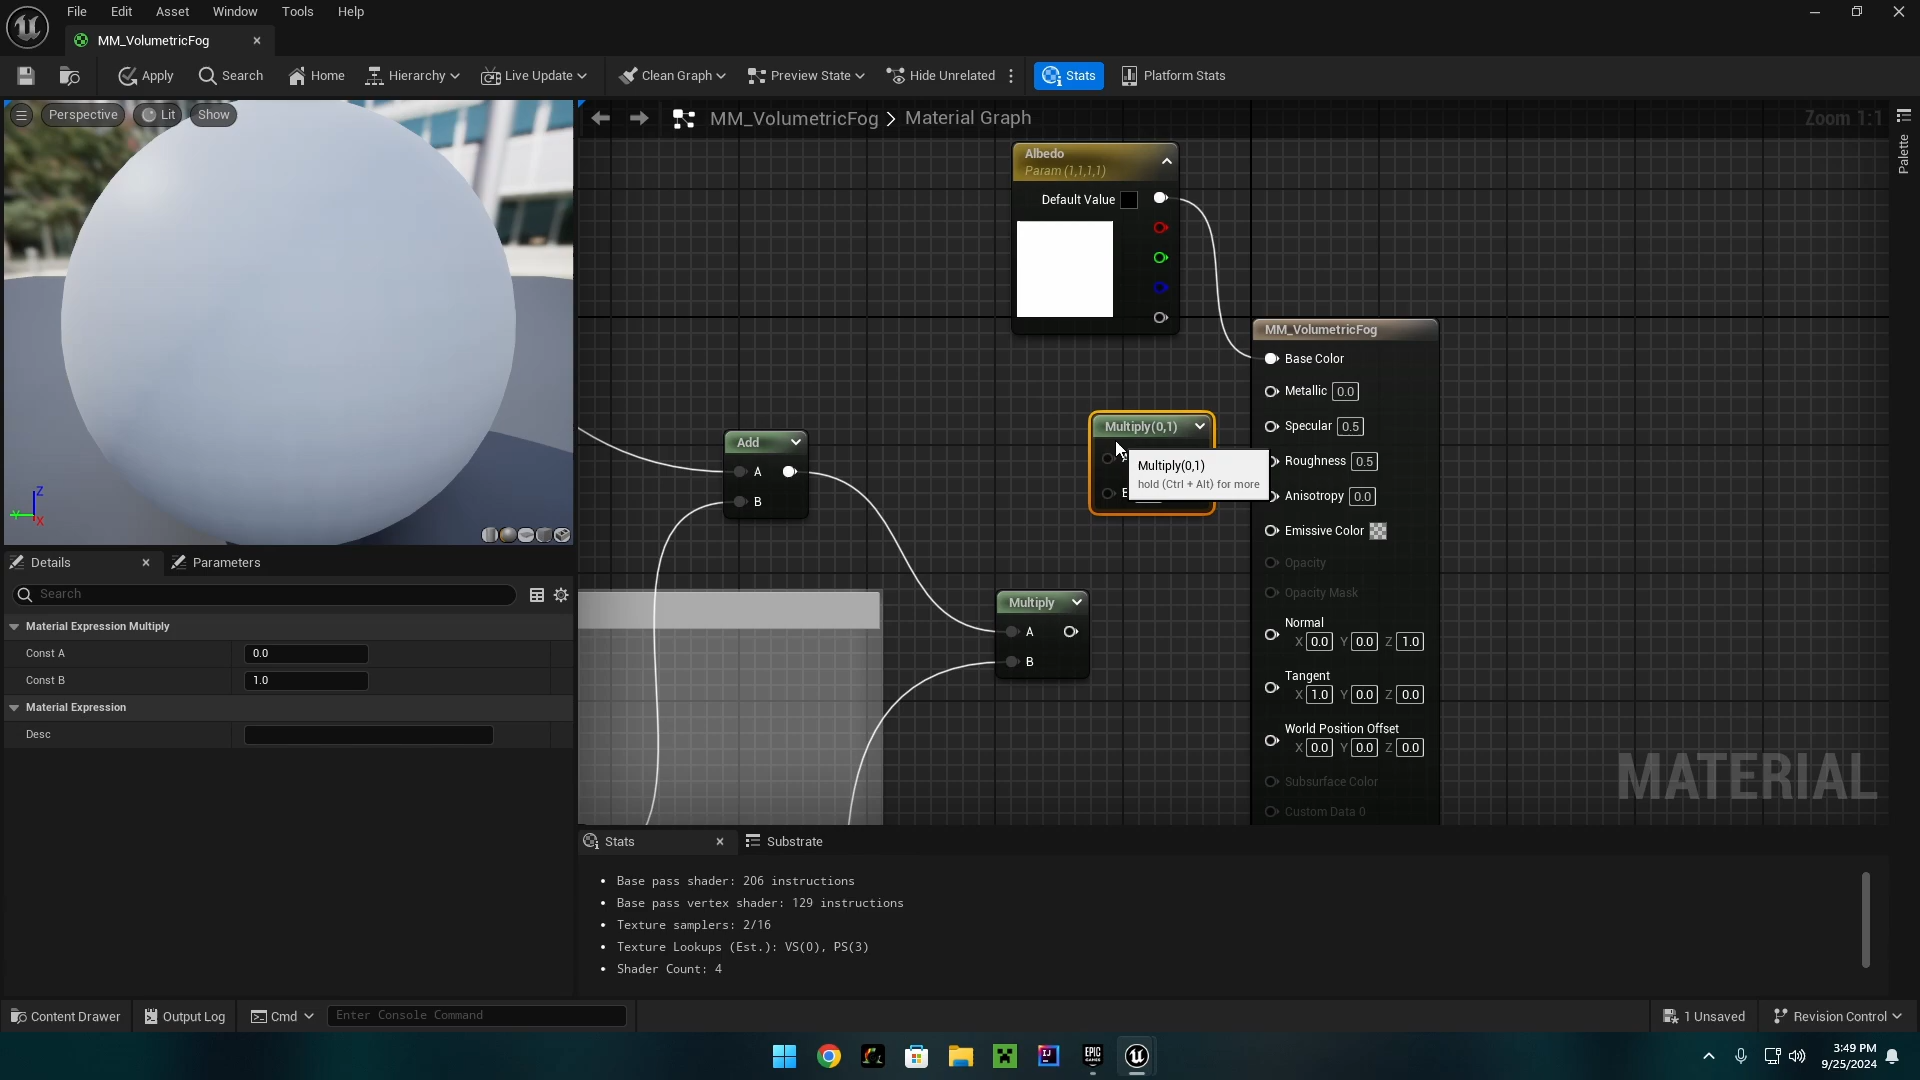 File Edit Asset Window Tools Help
MM_VolumetricFog
Apply Search Home Hierarchy Live Update Clean Graph Preview State Hide Unrelated Stats Platform Stats
Perspective Lit Show
MM_VolumetricFog > Material Graph
Zoom 1:1
Palette
Albedo
Param (1,1,1,1)
Default Value
MM_VolumetricFog
Base Color
Metallic 0.0
Specular 0.5
Roughness 0.5
Anisotropy 0.0
Emissive Color
Opacity
Opacity Mask
Normal
X 0.0 Y 0.0 Z 1.0
Tangent
X 1.0 Y 0.0 Z 0.0
World Position Offset
X 0.0 Y 0.0 Z 0.0
Subsurface Color
Custom Data 0
Multiply(0,1)
Multiply(0,1)
hold (Ctrl + Alt) for more
Add
A
B
Multiply
A
B
MATERIAL
Z
Y
X
Details Parameters
Search
Material Expression Multiply
Const A 0.0
Const B 1.0
Material Expression
Desc
Stats Substrate
• Base pass shader: 206 instructions
• Base pass vertex shader: 129 instructions
• Texture samplers: 2/16
• Texture Lookups (Est.): VS(0), PS(3)
• Shader Count: 4
Content Drawer Output Log Cmd Enter Console Command 1 Unsaved Revision Control
EPIC GAMES
3:49 PM
9/25/2024